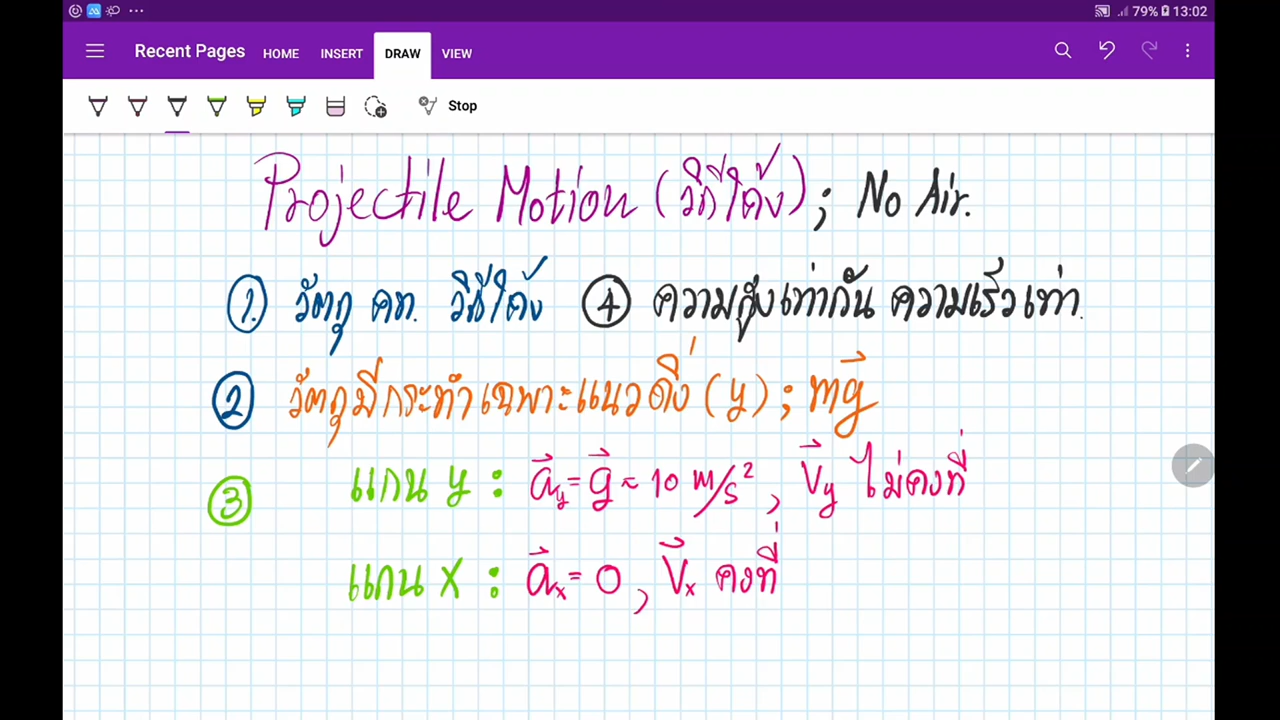 79% 13:02
Recent Pages HOME INSERT DRAW VIEW
Stop
Projectile Motion (วิถีโค้ง) ; No Air.
① วัตถุ คท. วิถีโค้ง ④ ความสูงเท่ากัน ความเร็วเท่า.
② วัตถุมีกระทำเฉพาะแนวดิ่ง (y) ; mg⃗
③ แกน y : a⃗y = g⃗ ≈ 10 m/s², V⃗y ไม่คงที่
แกน x : a⃗x = 0 , V⃗x คงที่